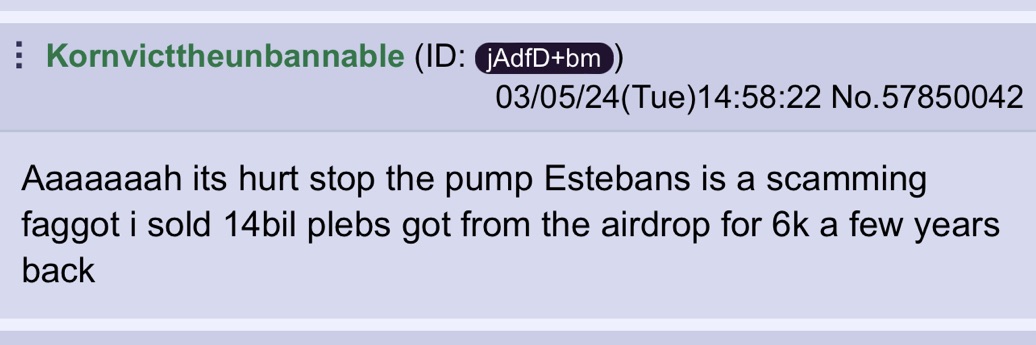 Kornvicttheunbannable (ID: jAdfD+bm)
03/05/24(Tue)14:58:22 No.57850042
Aaaaaaah its hurt stop the pump Estebans is a scamming
faggot i sold 14bil plebs got from the airdrop for 6k a few years
back